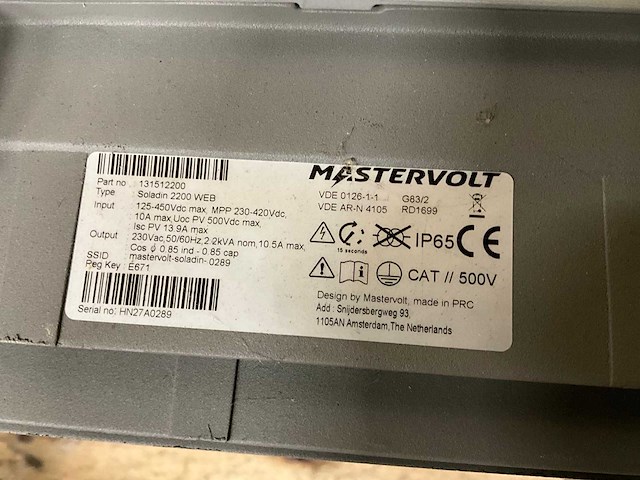 MASTERVOLT
Part no : 131512200
Type : Soladin 2200 WEB
Input : 125-450Vdc max, MPP 230-420Vdc,
10A max,Uoc PV 500Vdc max,
Isc PV 13.9A max
Output : 230Vac,50/60Hz,2.2kVA nom,10.5A max,
Cos ϕ 0.85 ind - 0.85 cap
SSID : mastervolt-soladin- 0289
Reg Key : E671
Serial no.: HN27A0289
VDE 0126-1-1 G83/2
VDE AR-N 4105 RD1699
15 seconds
IP65 CE
CAT // 500V
Design by Mastervolt, made in PRC
Add : Snijdersbergweg 93,
1105AN Amsterdam,The Netherlands